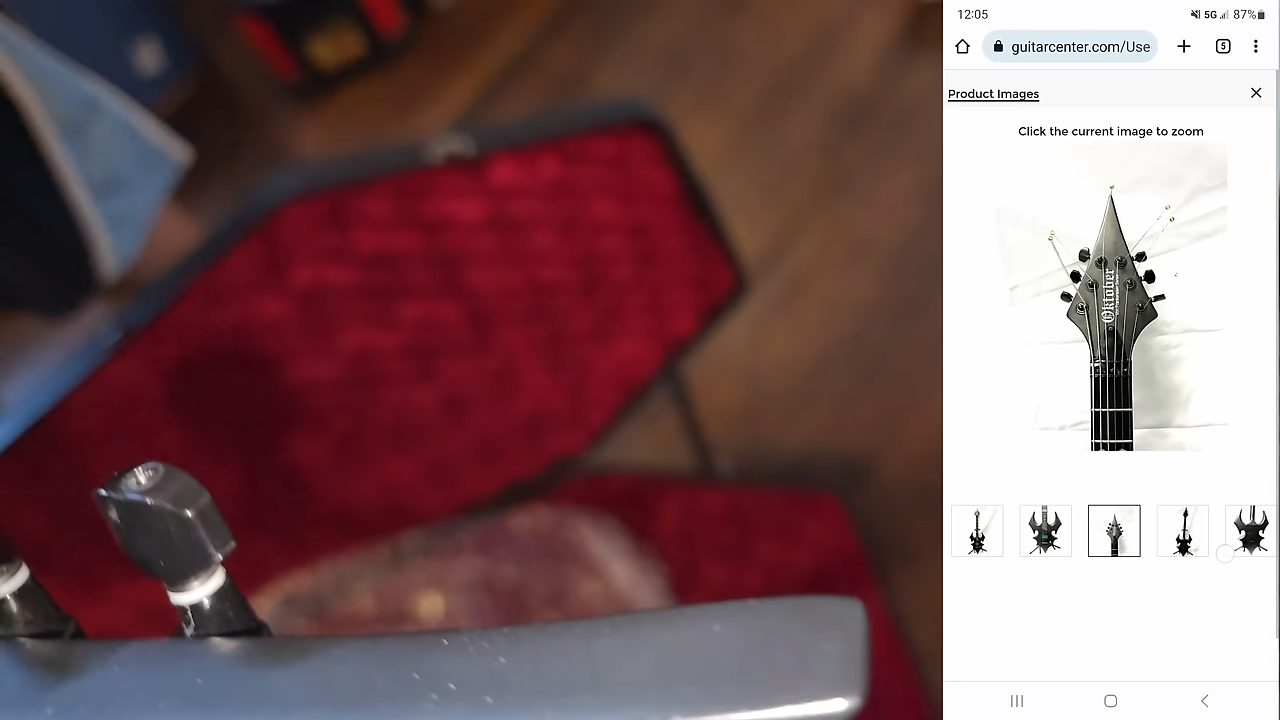 12:05
5G
87%
guitarcenter.com/Use
5
Product Images
Click the current image to zoom
Oktober